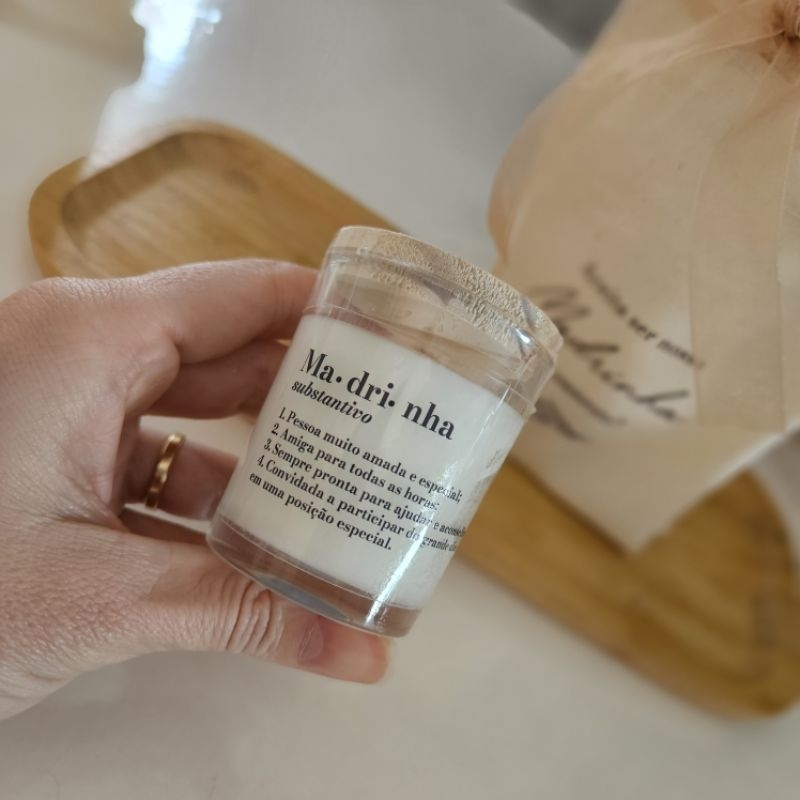 Ma·dri·nha
substantivo
1. Pessoa muito amada e especial;
2. Amiga para todas as horas;
3. Sempre pronta para ajudar e
4. Convidada a participar do grande
em uma posição especial.
Madrinha